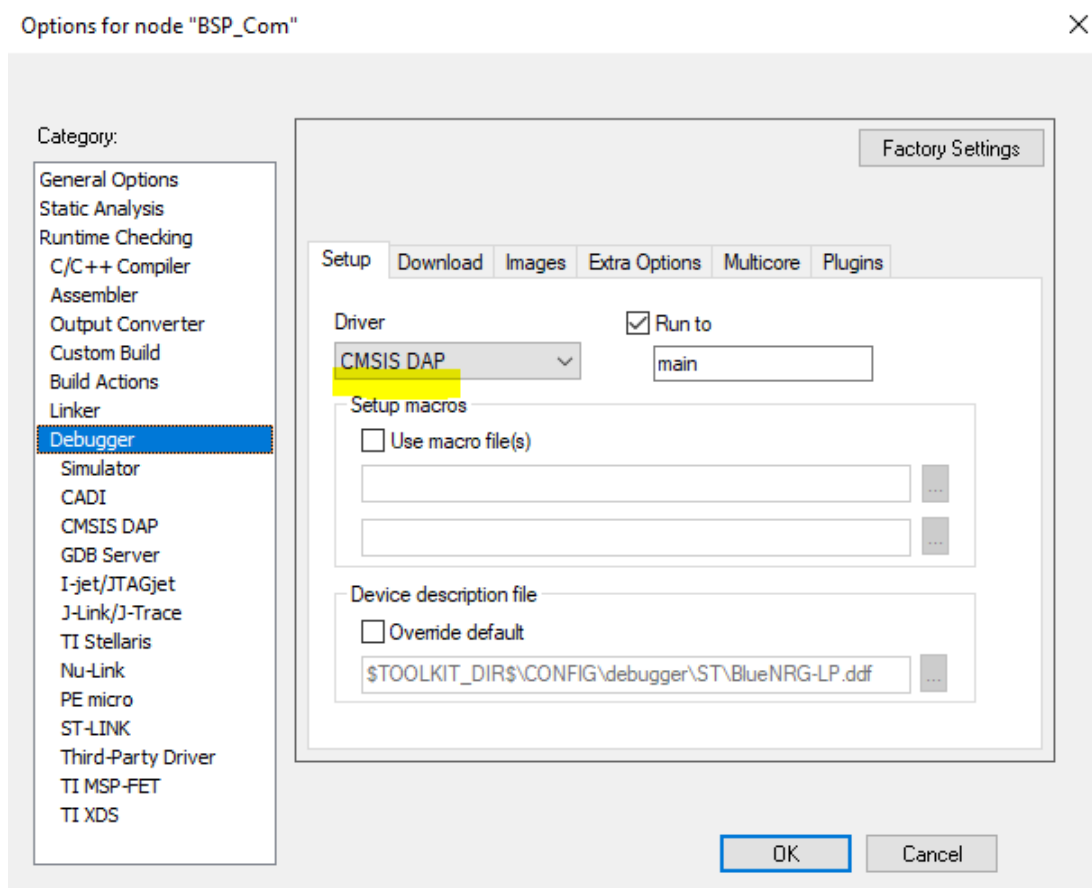 Options for node "BSP_Com"
Category:
General Options
Static Analysis
Runtime Checking
C/C++ Compiler
Assembler
Output Converter
Custom Build
Build Actions
Linker
Debugger
Simulator
CADI
CMSIS DAP
GDB Server
I-jet/JTAGjet
J-Link/J-Trace
TI Stellaris
Nu-Link
PE micro
ST-LINK
Third-Party Driver
TI MSP-FET
TI XDS
Factory Settings
Setup Download Images Extra Options Multicore Plugins
Driver
CMSIS DAP
Run to
main
Setup macros
Use macro file(s)
...
...
Device description file
Override default
$TOOLKIT_DIR$\CONFIG\debugger\ST\BlueNRG-LP.ddf
...
OK Cancel